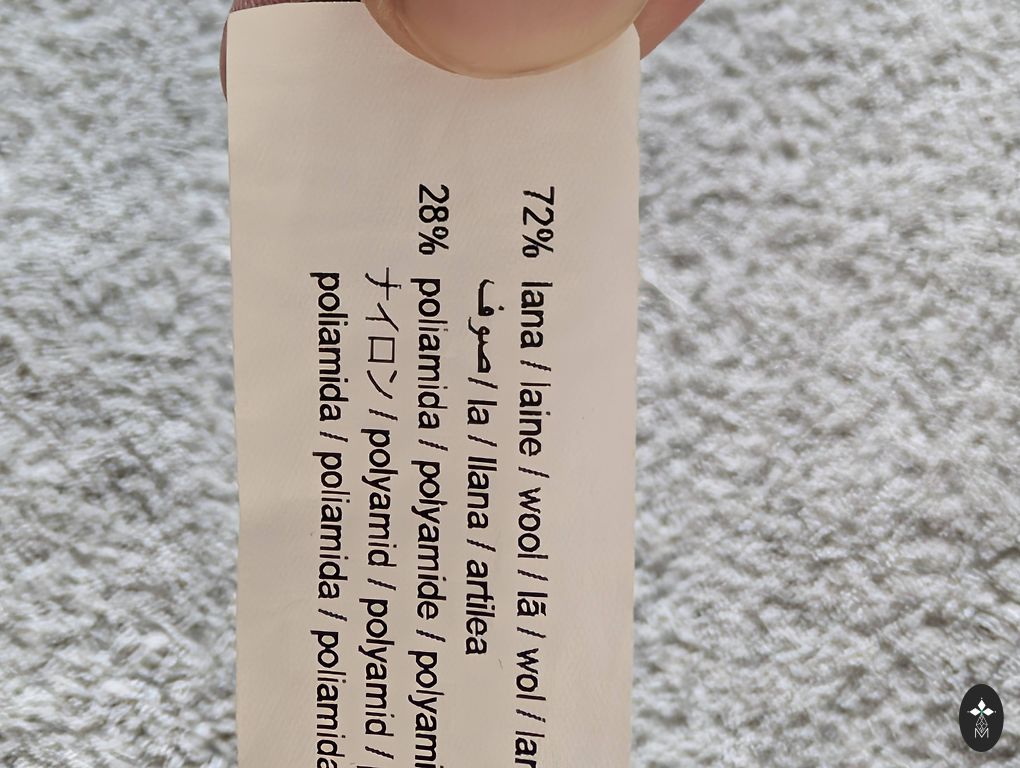 72% lana / laine / wool / lã / wol /
صوف / la / llana / artilea
28% poliamida / polyamide /
ナイロン / polyamid / polyamid /
poliamida / poliamida / poliamida
M